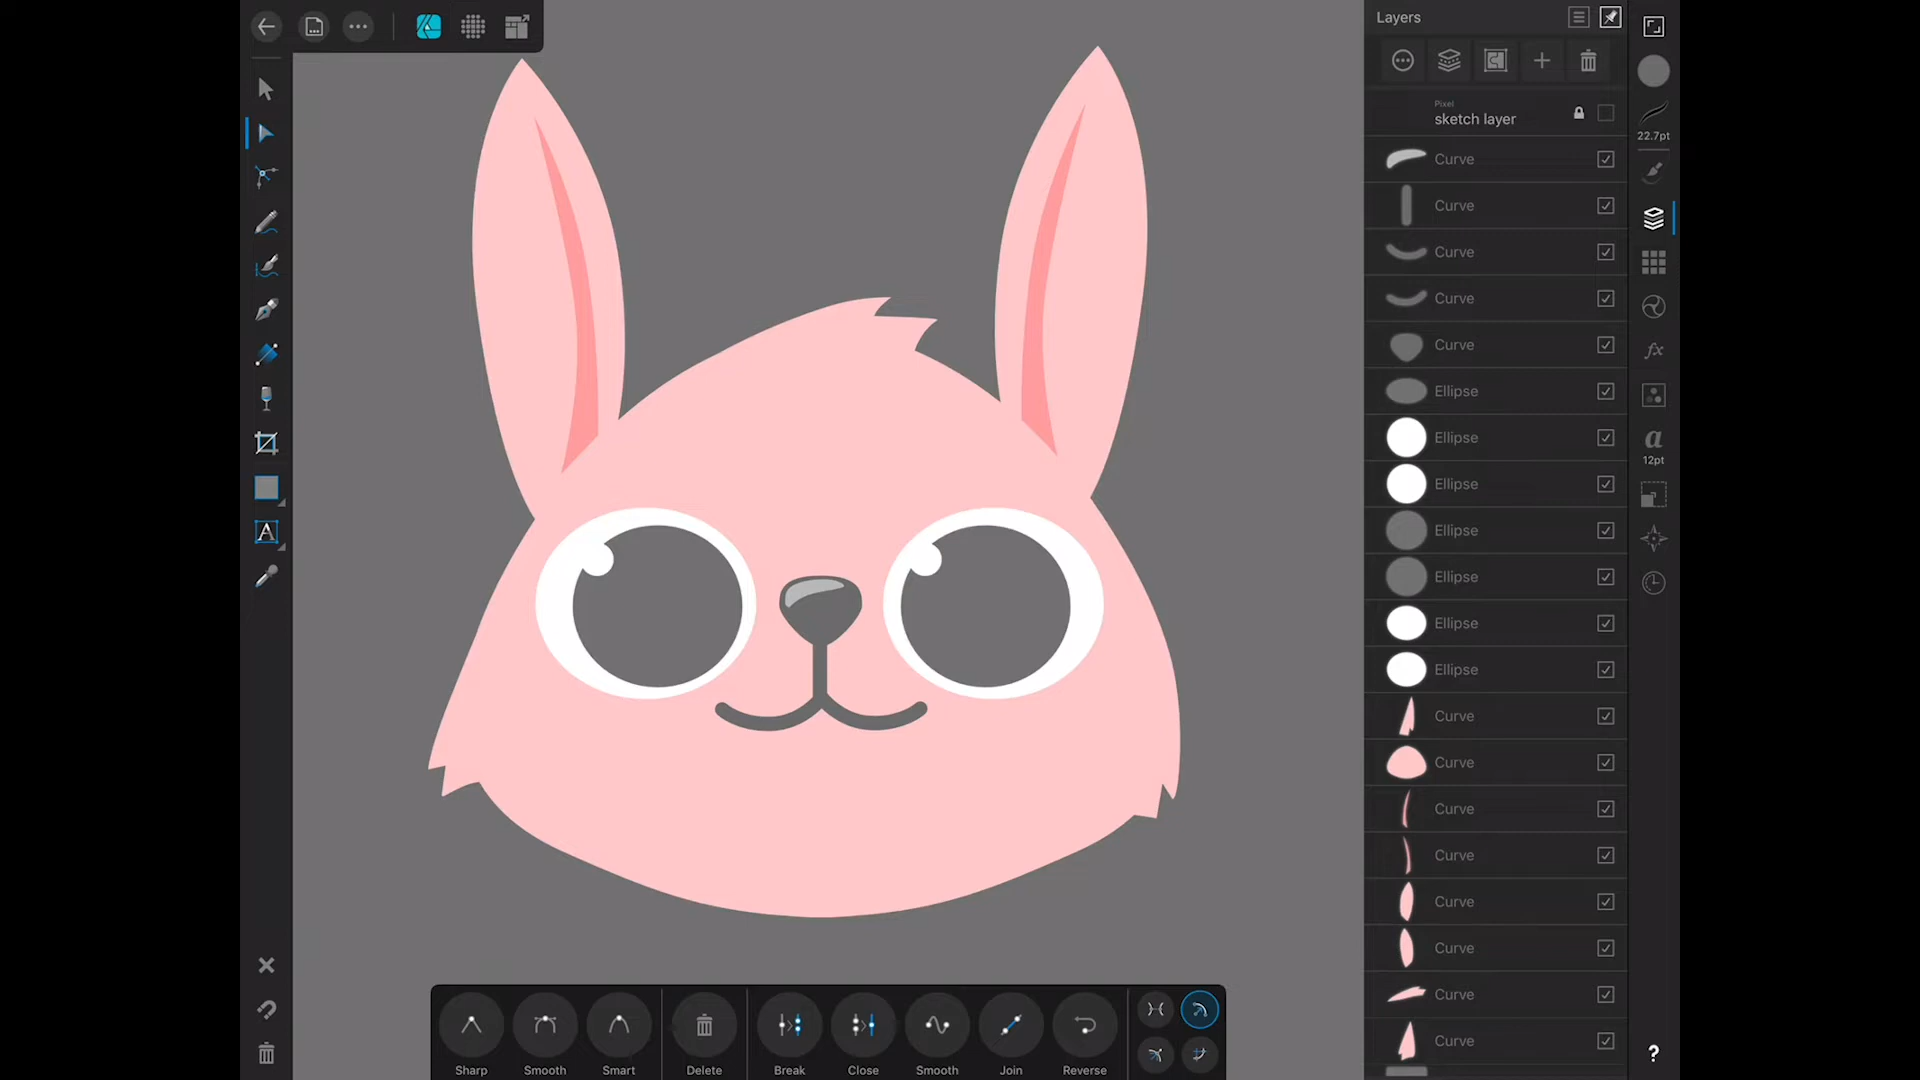 Layers
Pixel
sketch layer
22.7pt
Curve
Curve
Curve
Curve
Curve
Ellipse
Ellipse
a
12pt
Ellipse
Ellipse
Ellipse
Ellipse
Ellipse
Curve
Curve
Curve
Curve
Curve
Curve
Curve
Curve
fx
A
?
Sharp
Smooth
Smart
Delete
Break
Close
Smooth
Join
Reverse